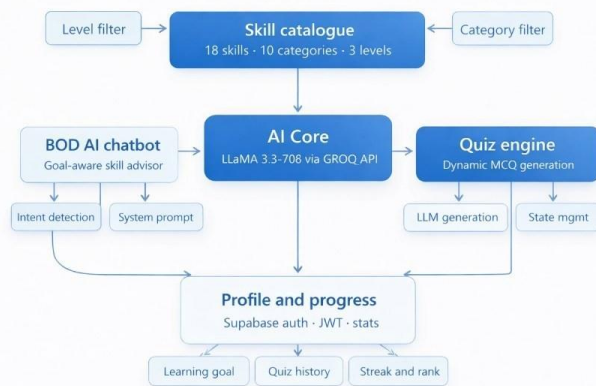 Level filter
Skill catalogue
18 skills · 10 categories · 3 levels
Category filter
BOD AI chatbot
Goal-aware skill advisor
AI Core
LLaMA 3.3-708 via GROQ API
Quiz engine
Dynamic MCQ generation
Intent detection
System prompt
LLM generation
State mgmt
Profile and progress
Supabase auth · JWT · stats
Learning goal
Quiz history
Streak and rank